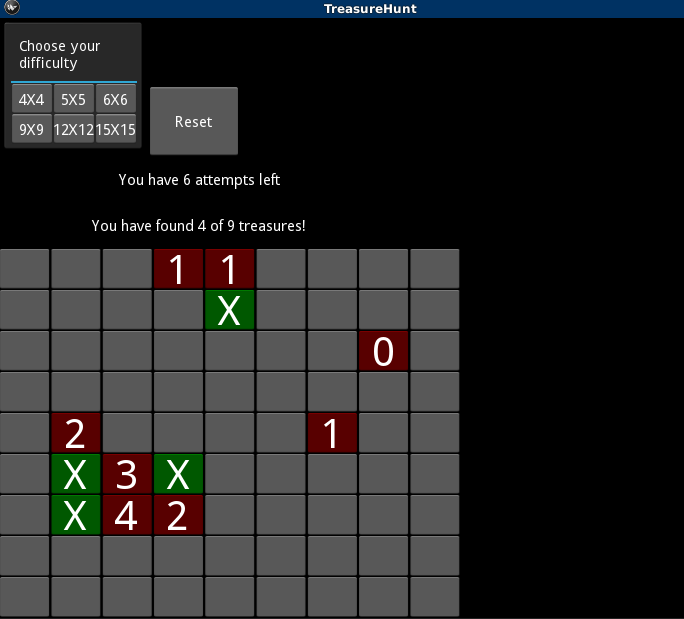 TreasureHunt
Choose your
difficulty
4X4 5X5 6X6
9X9 12X12 15X15
Reset
You have 6 attempts left
You have found 4 of 9 treasures!
1 1
X
0
2 1
X 3 X
X 4 2